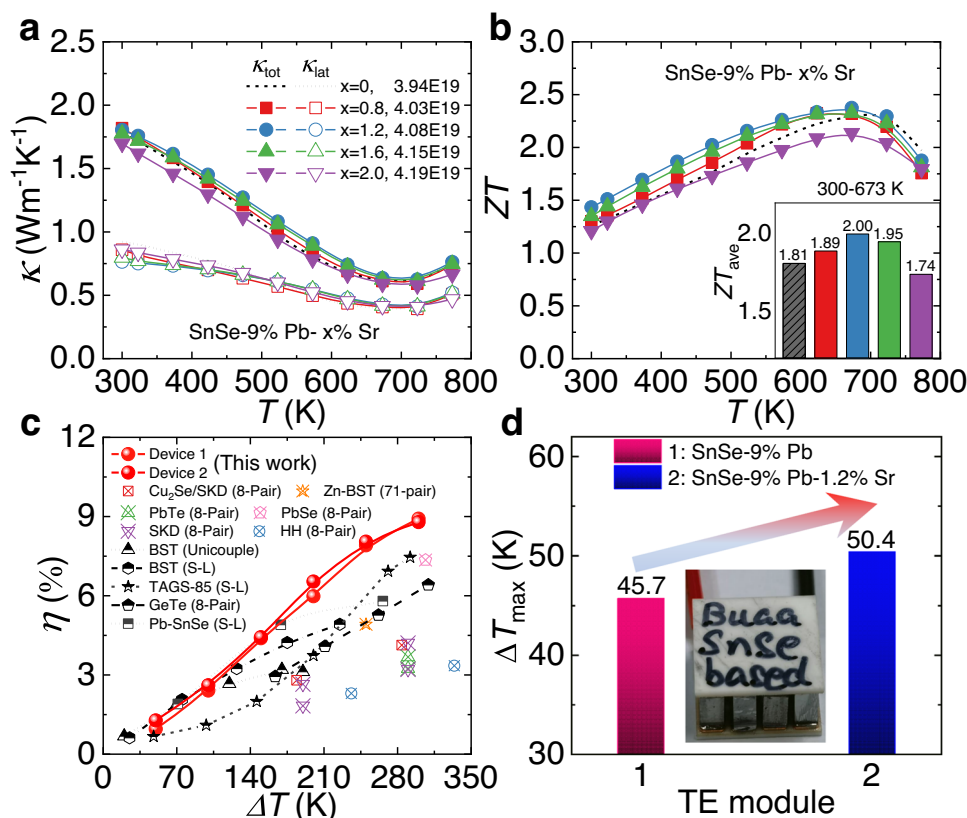 a
2.5
2.0
1.5
1.0
0.5
0.0
κ (Wm⁻¹K⁻¹)
κtot κlat
x=0, 3.94E19
x=0.8, 4.03E19
x=1.2, 4.08E19
x=1.6, 4.15E19
x=2.0, 4.19E19
SnSe-9% Pb- x% Sr
300 400 500 600 700 800
T (K)
b
3.0
2.5
2.0
1.5
1.0
0.5
0.0
ZT
SnSe-9% Pb- x% Sr
300-673 K
2.0
1.5
ZTave
1.81 1.89 2.00 1.95 1.74
300 400 500 600 700 800
T (K)
c
12
9
6
3
0
η (%)
Device 1
Device 2
(This work)
Cu₂Se/SKD (8-Pair) Zn-BST (71-pair)
PbTe (8-Pair) PbSe (8-Pair)
SKD (8-Pair) HH (8-Pair)
BST (Unicouple)
BST (S-L)
TAGS-85 (S-L)
GeTe (8-Pair)
Pb-SnSe (S-L)
0 70 140 210 280 350
ΔT (K)
d
60
50
40
30
ΔTmax (K)
1: SnSe-9% Pb
2: SnSe-9% Pb-1.2% Sr
45.7
50.4
Buaa
SnSe
based
1 2
TE module